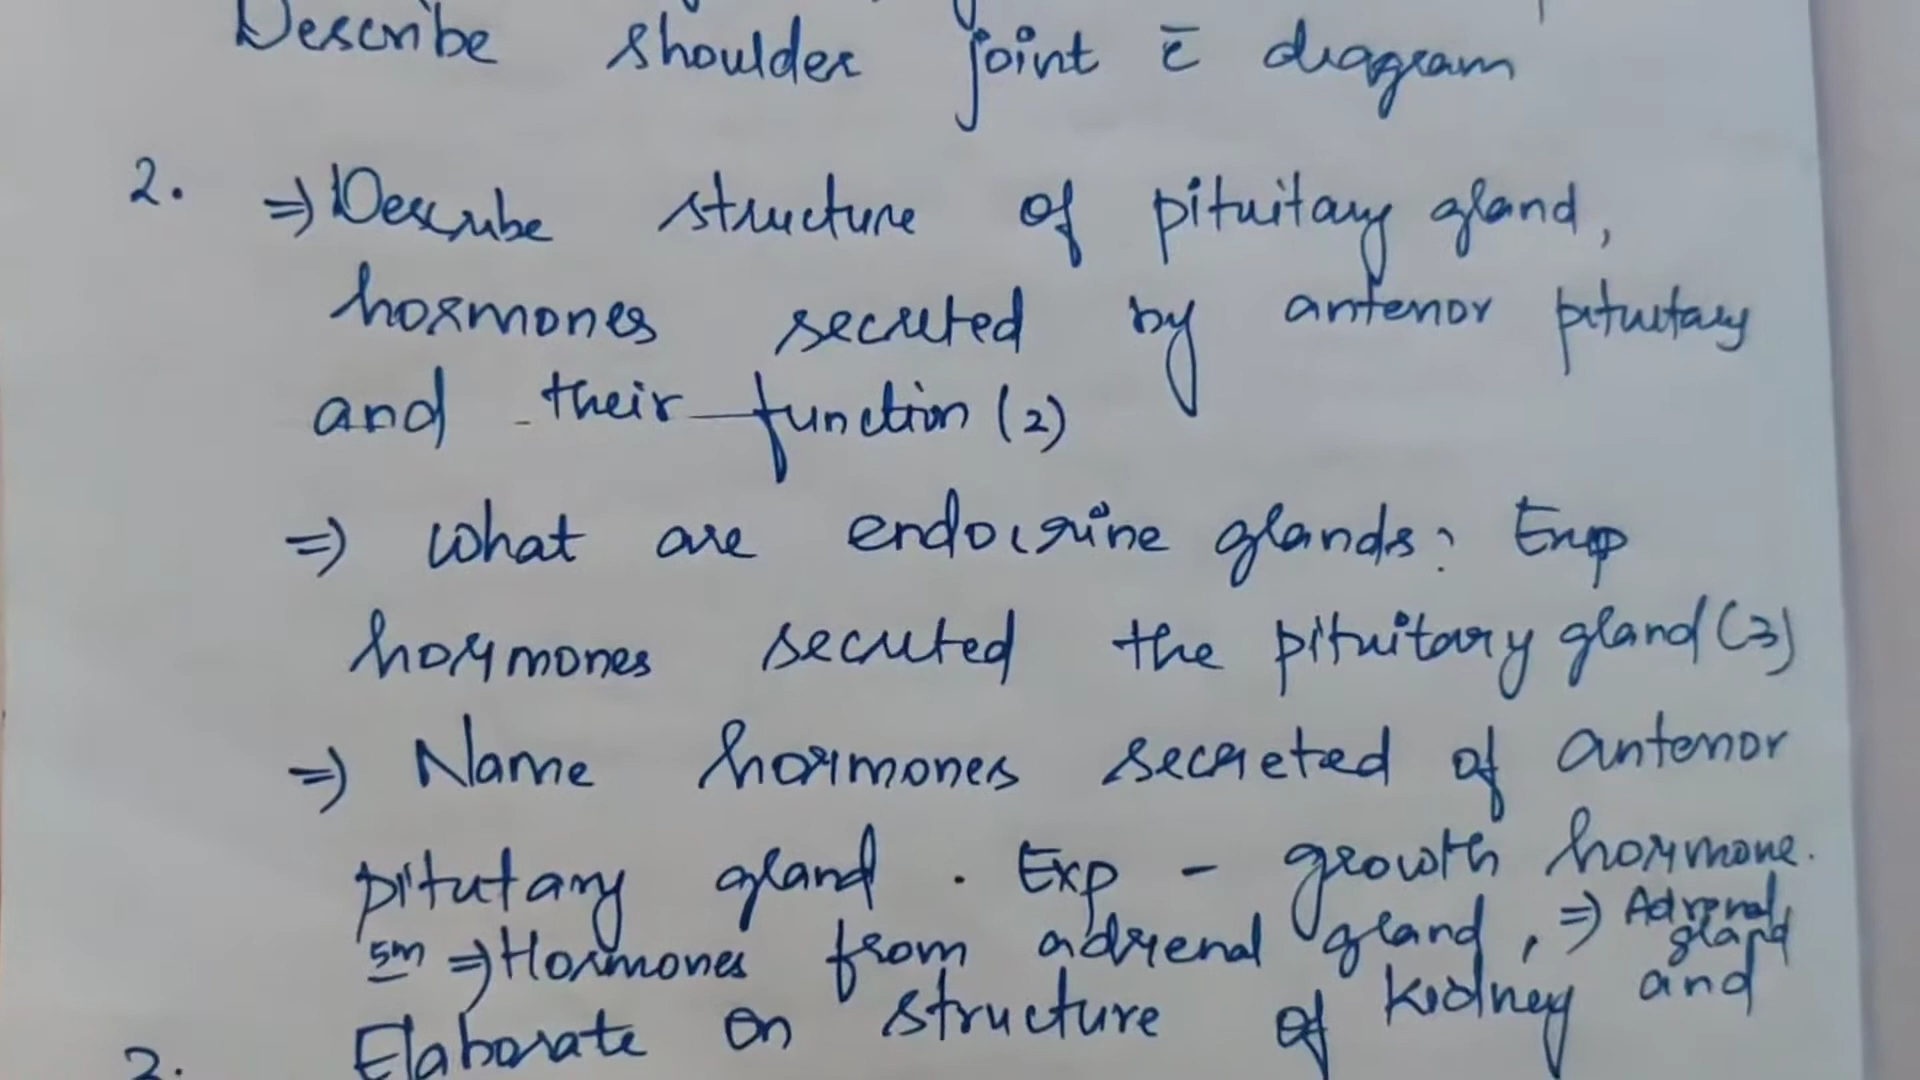 Describe shoulder joint c̄ diagram
2. ⇒ Describe structure of pituitary gland,
hormones secreted by anterior pituitary
and their function (2)
⇒ What are endocrine glands? Exp
hormones secreted the pituitary gland (3)
⇒ Name hormones secreted of anterior
pitutary gland. Exp - growth hormone.
5m ⇒ Hormones from adrenal gland, ⇒ Adrenal gland
3. Elaborate on structure of kidney and